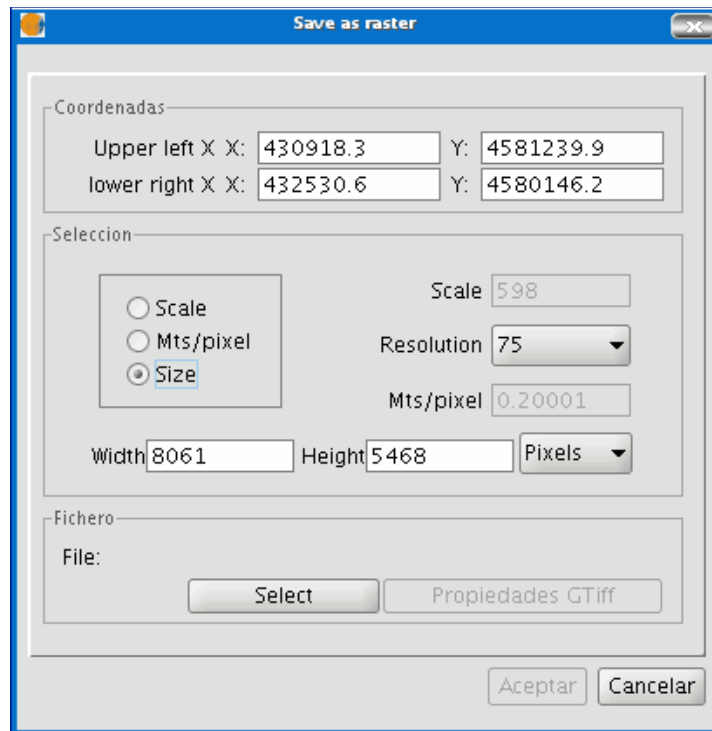 Save as raster
Coordenadas
Upper left X X: 430918.3 Y: 4581239.9
lower right X X: 432530.6 Y: 4580146.2
Seleccion
Scale
Mts/pixel
Size
Scale 598
Resolution 75
Mts/pixel 0.20001
Width 8061 Height 5468 Pixels
Fichero
File:
Select Propiedades GTiff
Aceptar Cancelar